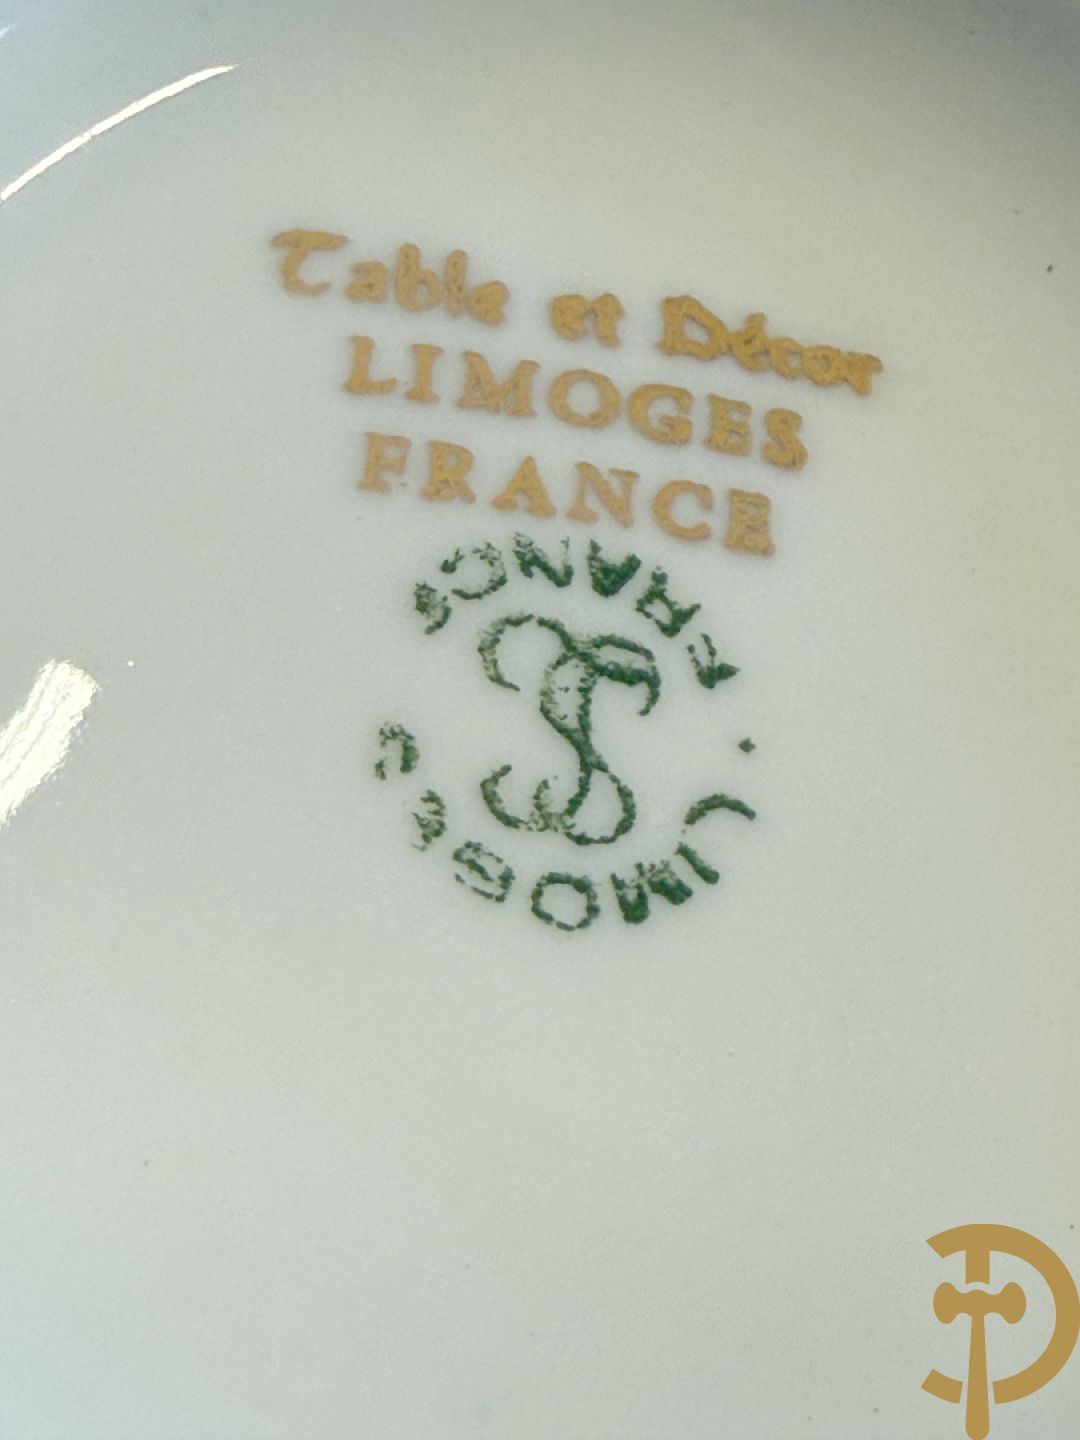 Table et Décor
LIMOGES
FRANCE
FRANCE
LIMOGES